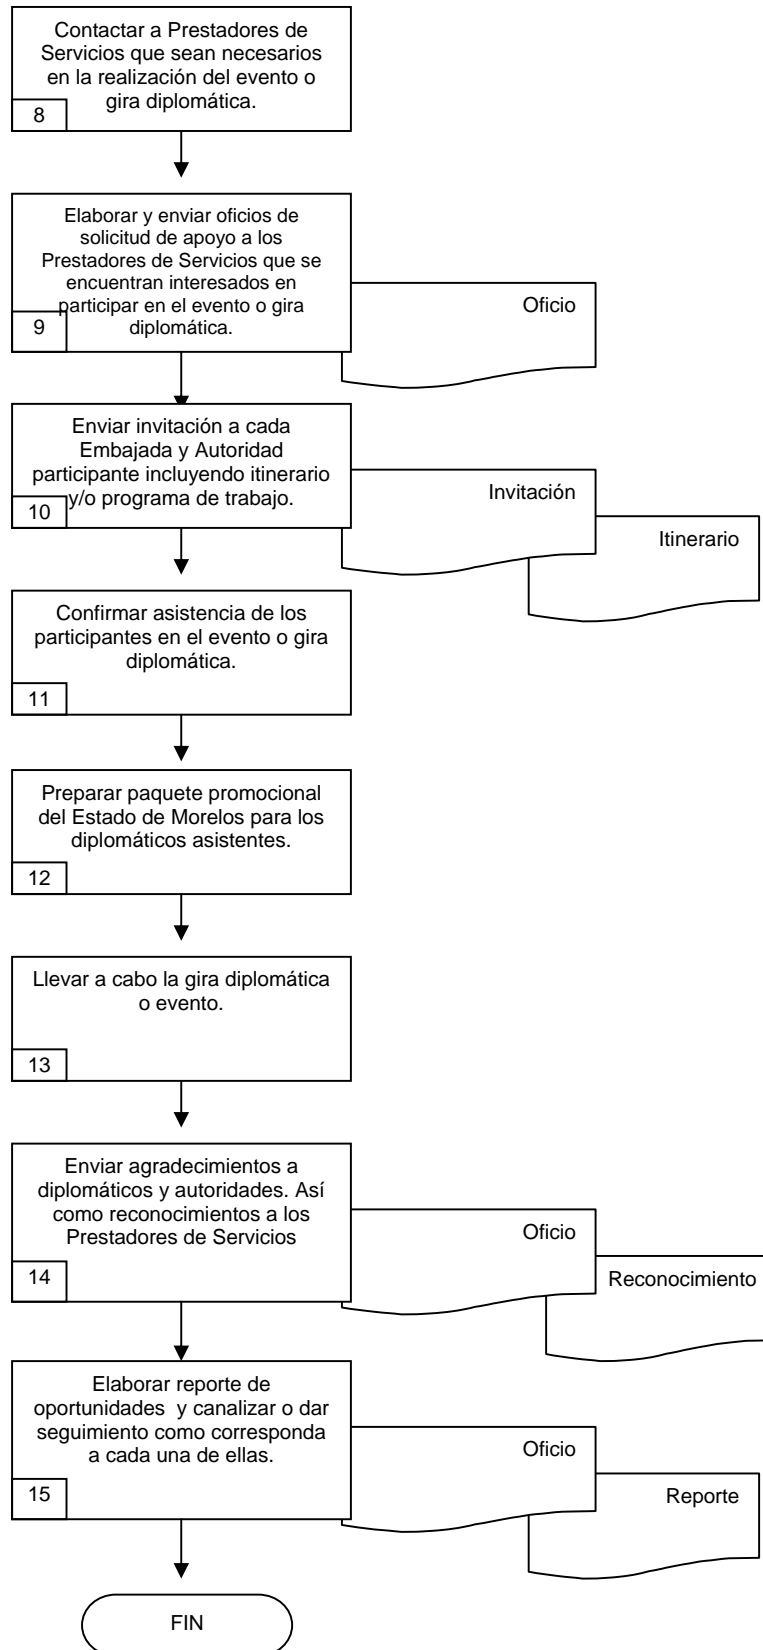 Contactar a Prestadores de
Servicios que sean necesarios
en la realización del evento o
gira diplomática.
8
Elaborar y enviar oficios de
solicitud de apoyo a los
Prestadores de Servicios que se
encuentran interesados en
participar en el evento o gira
diplomática.
9
Oficio
Enviar invitación a cada
Embajada y Autoridad
participante incluyendo itinerario
y/o programa de trabajo.
10
Invitación
Itinerario
Confirmar asistencia de los
participantes en el evento o gira
diplomática.
11
Preparar paquete promocional
del Estado de Morelos para los
diplomáticos asistentes.
12
Llevar a cabo la gira diplomática
o evento.
13
Enviar agradecimientos a
diplomáticos y autoridades. Así
como reconocimientos a los
Prestadores de Servicios
14
Oficio
Reconocimiento
Elaborar reporte de
oportunidades y canalizar o dar
seguimiento como corresponda
a cada una de ellas.
15
Oficio
Reporte
FIN